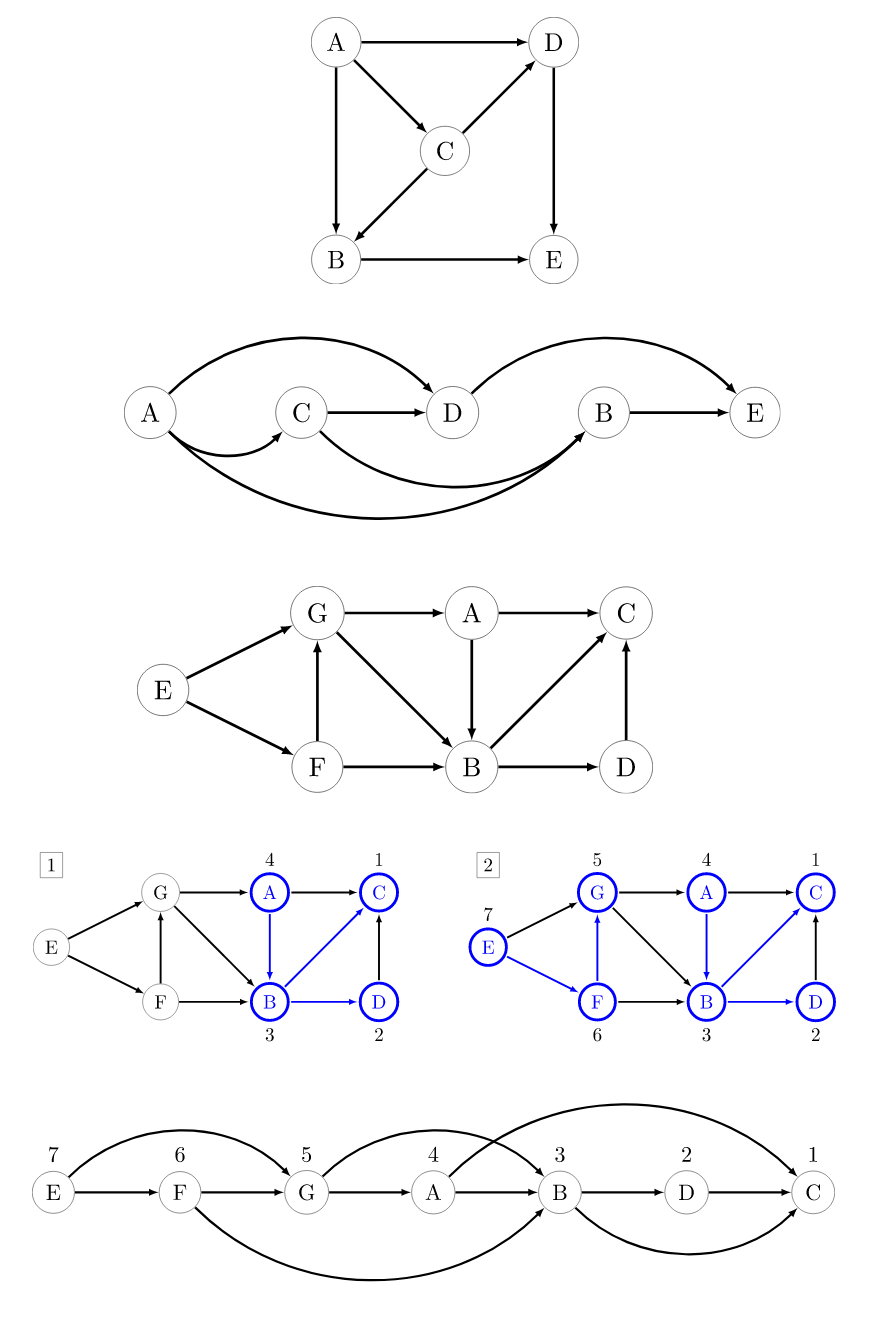 A D
C
B E
A C D B E
G A C
E
F B D
1 4 1 2 5 4 1
G A C G A C
7
E E
F B D F B D
3 2 6 3 2
7 6 5 4 3 2 1
E F G A B D C